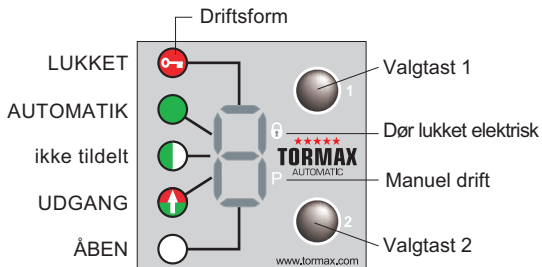 Driftsform
LUKKET
AUTOMATIK
ikke tildelt
UDGANG
ÅBEN
1
TORMAX
AUTOMATIC
P
2
www.tormax.com
Valgtast 1
Dør lukket elektrisk
Manuel drift
Valgtast 2